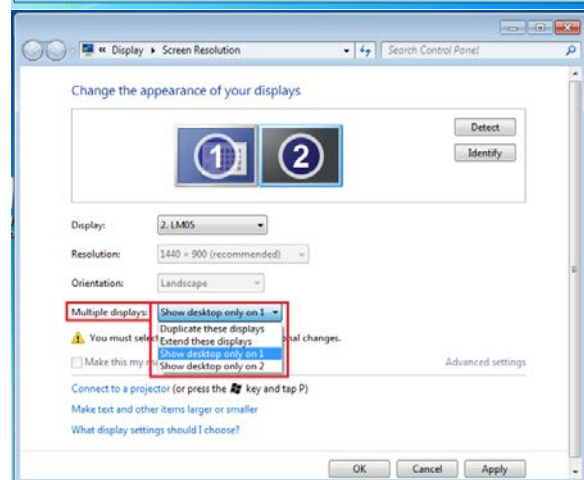 « Display ▸ Screen Resolution
Search Control Panel
Change the appearance of your displays
1
2
Detect
Identify
Display:
2. LM05
Resolution:
1440 × 900 (recommended)
Orientation:
Landscape
Multiple displays:
Show desktop only on 1
Duplicate these displays
Extend these displays
Show desktop only on 1
Show desktop only on 2
You must sele
nal changes.
Make this my
Advanced settings
Connect to a projector (or press the key and tap P)
Make text and other items larger or smaller
What display settings should I choose?
OK
Cancel
Apply